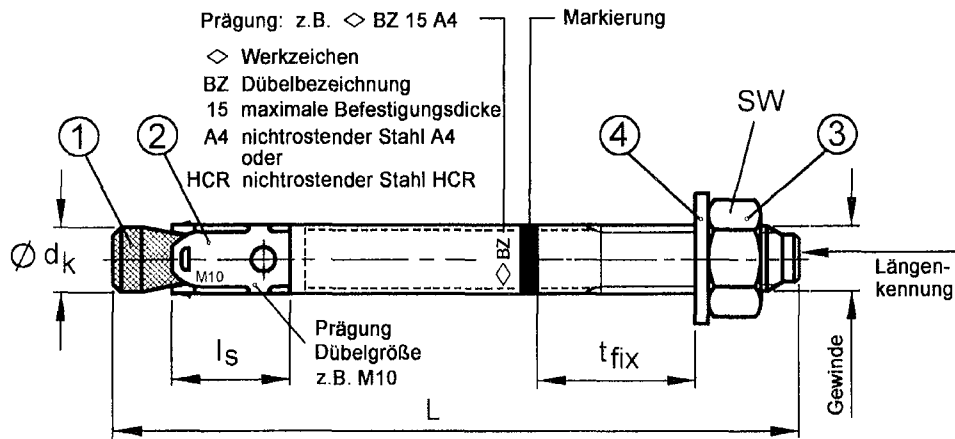 Prägung: z.B. ◇ BZ 15 A4
◇ Werkzeichen
BZ Dübelbezeichnung
15 maximale Befestigungsdicke
A4 nichtrostender Stahl A4
oder
HCR nichtrostender Stahl HCR
Markierung
SW
1
2
4
3
Ø dK
M10
◇ BZ
Längen-
kennung
Prägung
Dübelgröße
z.B. M10
ls
tfix
Gewinde
L